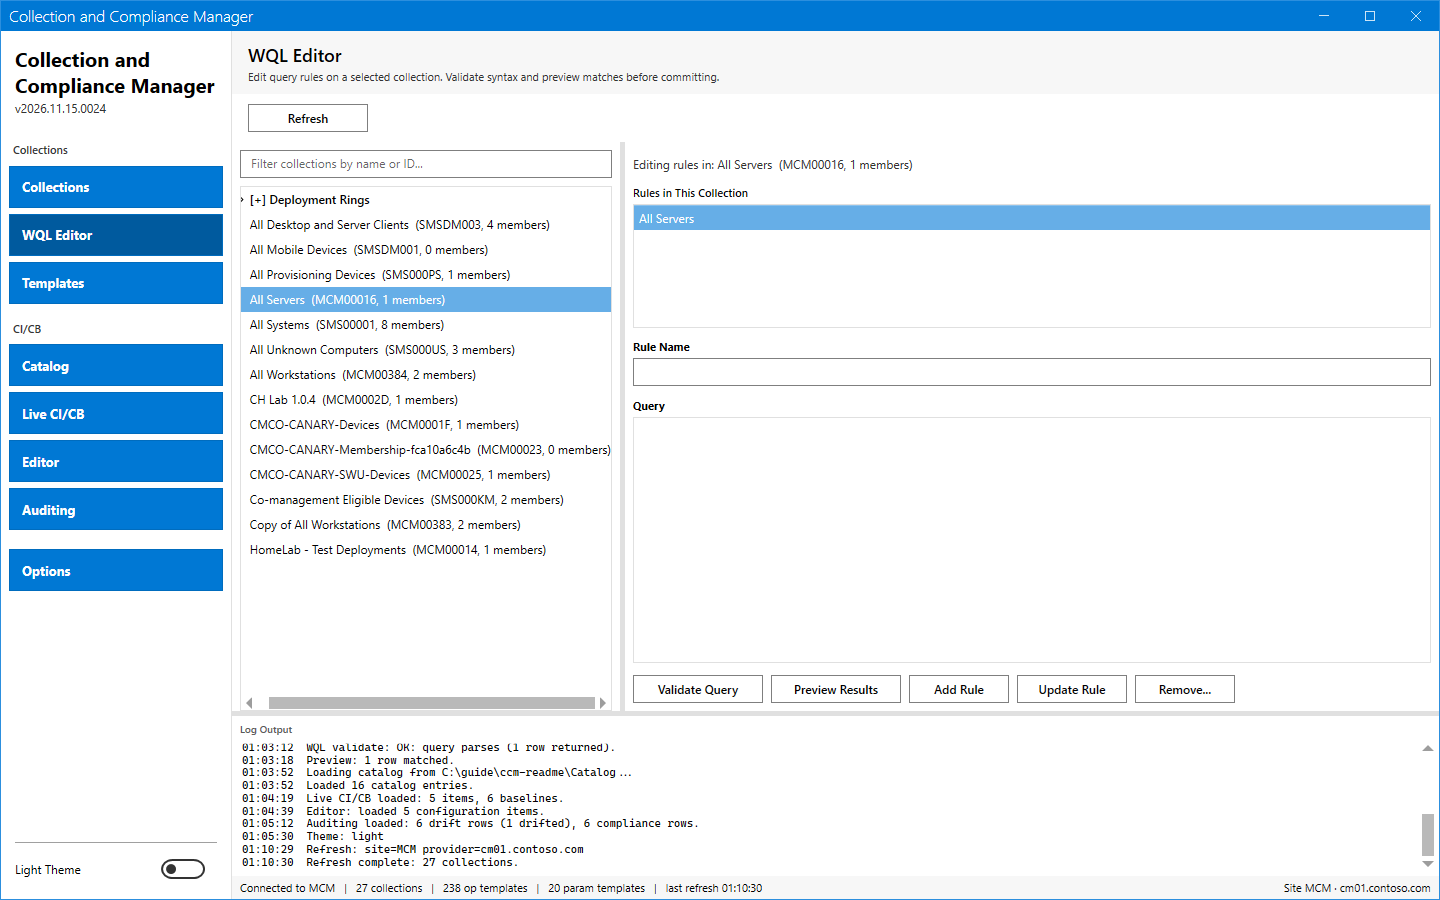 Collection and Compliance Manager
Collection and
Compliance Manager
v2026.11.15.0024
Collections
Collections
WQL Editor
Templates
CI/CB
Catalog
Live CI/CB
Editor
Auditing
Options
Light Theme
WQL Editor
Edit query rules on a selected collection. Validate syntax and preview matches before committing.
Refresh
Filter collections by name or ID...
[+] Deployment Rings
All Desktop and Server Clients (SMSDM003, 4 members)
All Mobile Devices (SMSDM001, 0 members)
All Provisioning Devices (SMS000PS, 1 members)
All Servers (MCM00016, 1 members)
All Systems (SMS00001, 8 members)
All Unknown Computers (SMS000US, 3 members)
All Workstations (MCM00384, 2 members)
CH Lab 1.0.4 (MCM0002D, 1 members)
CMCO-CANARY-Devices (MCM0001F, 1 members)
CMCO-CANARY-Membership-fca10a6c4b (MCM00023, 0 members)
CMCO-CANARY-SWU-Devices (MCM00025, 1 members)
Co-management Eligible Devices (SMS000KM, 2 members)
Copy of All Workstations (MCM00383, 2 members)
HomeLab - Test Deployments (MCM00014, 1 members)
Editing rules in: All Servers (MCM00016, 1 members)
Rules in This Collection
All Servers
Rule Name
Query
Validate Query
Preview Results
Add Rule
Update Rule
Remove...
Log Output
01:03:12 WQL validate: OK: query parses (1 row returned).
01:03:18 Preview: 1 row matched.
01:03:52 Loading catalog from C:\guide\ccm-readme\Catalog...
01:03:52 Loaded 16 catalog entries.
01:04:19 Live CI/CB loaded: 5 items, 6 baselines.
01:04:39 Editor: loaded 5 configuration items.
01:05:12 Auditing loaded: 6 drift rows (1 drifted), 6 compliance rows.
01:05:30 Theme: light
01:10:29 Refresh: site=MCM provider=cm01.contoso.com
01:10:30 Refresh complete: 27 collections.
Connected to MCM | 27 collections | 238 op templates | 20 param templates | last refresh 01:10:30
Site MCM · cm01.contoso.com